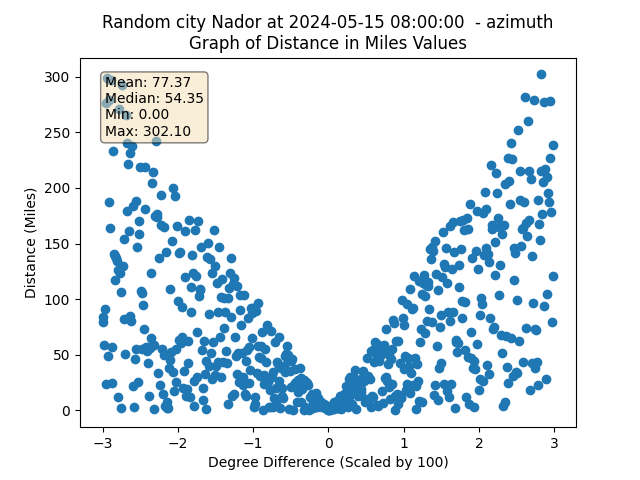 Random city Nador at 2024-05-15 08:00:00  - azimuth
Graph of Distance in Miles Values
Mean: 77.37
Median: 54.35
Min: 0.00
Max: 302.10
Distance (Miles)
300
250
200
150
100
50
0
−3 −2 −1 0 1 2 3
Degree Difference (Scaled by 100)